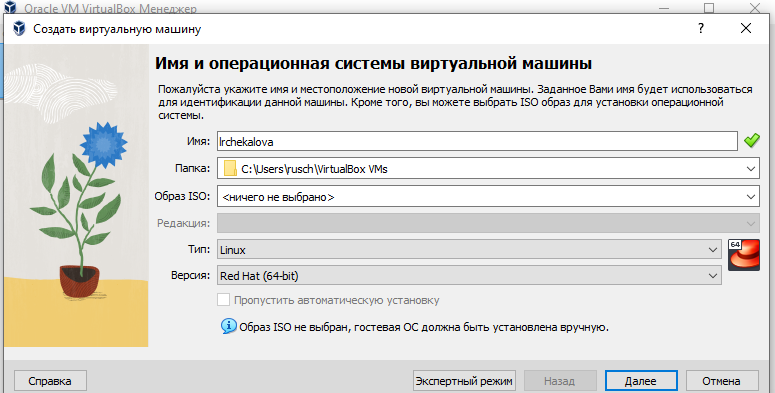 Oracle VM VirtualBox Менеджер
Создать виртуальную машину
Имя и операционная системы виртуальной машины
Пожалуйста укажите имя и местоположение новой виртуальной машины. Заданное Вами имя будет использоваться
для идентификации данной машины. Кроме того, вы можете выбрать ISO образ для установки операционной
системы.
Имя: lrchekalova
Папка: C:\Users\rusch\VirtualBox VMs
Образ ISO: <ничего не выбрано>
Редакция:
Тип: Linux
64
Версия: Red Hat (64-bit)
Пропустить автоматическую установку
Образ ISO не выбран, гостевая ОС должна быть установлена вручную.
Справка Экспертный режим Назад Далее Отмена